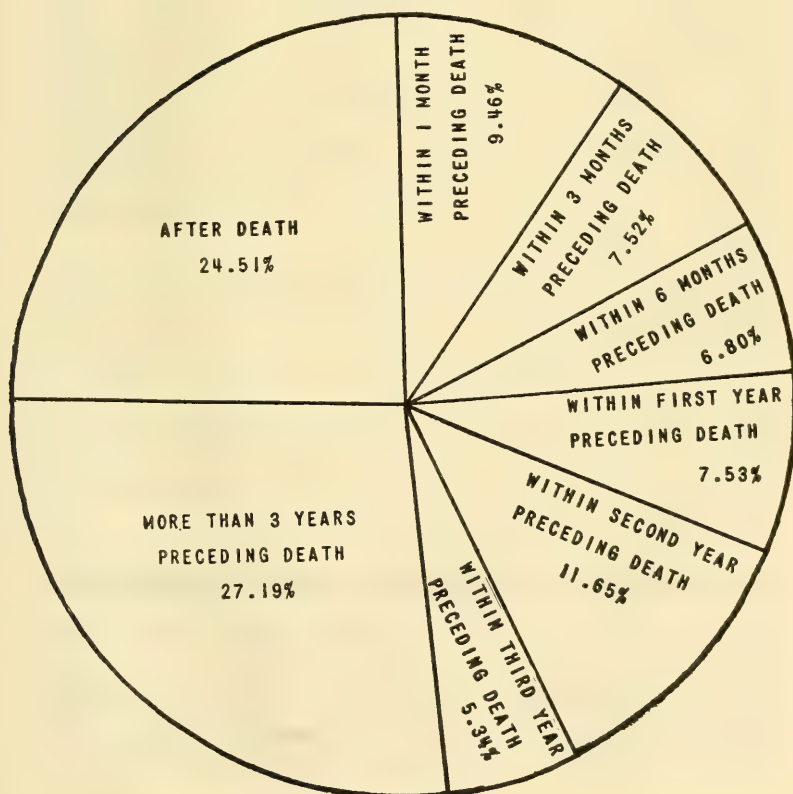 WITHIN 1 MONTH
PRECEDING DEATH
9.46%
WITHIN 3 MONTHS
PRECEDING DEATH
7.52%
WITHIN 6 MONTHS
PRECEDING DEATH
6.80%
WITHIN FIRST YEAR
PRECEDING DEATH
7.53%
WITHIN SECOND YEAR
PRECEDING DEATH
11.65%
WITHIN THIRD YEAR
PRECEDING DEATH
5.34%
MORE THAN 3 YEARS
PRECEDING DEATH
27.19%
AFTER DEATH
24.51%